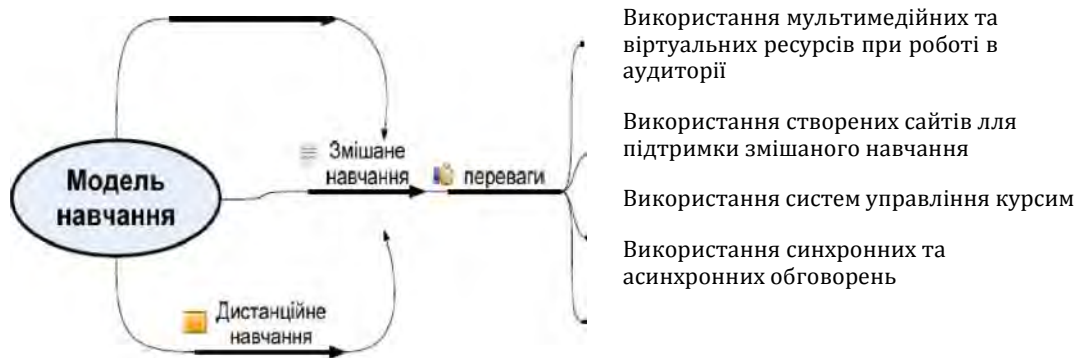 Використання мультимедійних та
віртуальних ресурсів при роботі в
аудиторії
Використання створених сайтів лля
підтримки змішаного навчання
Використання систем управління курсим
Використання синхронних та
асинхронних обговорень
Модель
навчання
Змішане
навчання
переваги
Дистанційне
навчання